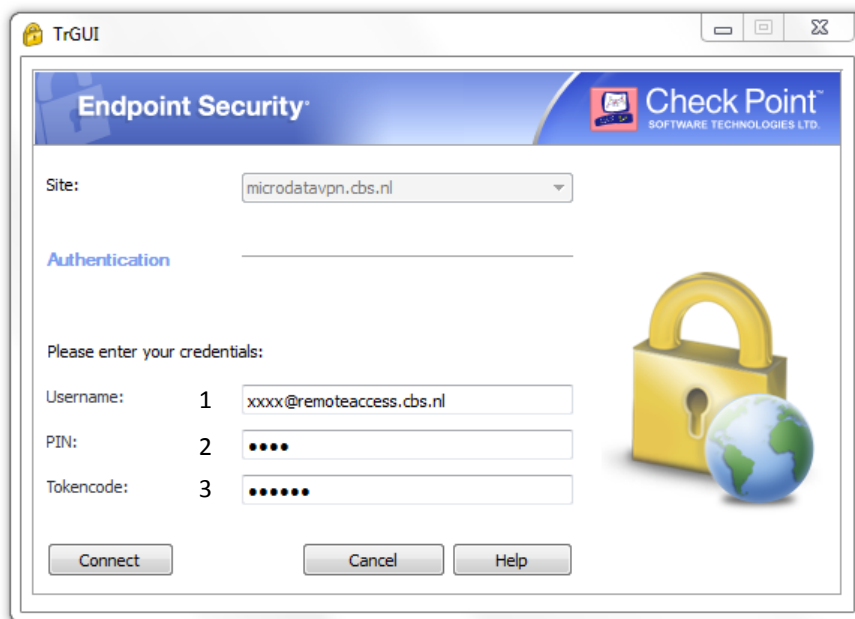 TrGUI
Endpoint Security
Check Point™
SOFTWARE TECHNOLOGIES LTD.
Site: microdatavpn.cbs.nl
Authentication
Please enter your credentials:
Username: 1 xxxx@remoteaccess.cbs.nl
PIN: 2 ••••
Tokencode: 3 ••••••
Connect Cancel Help